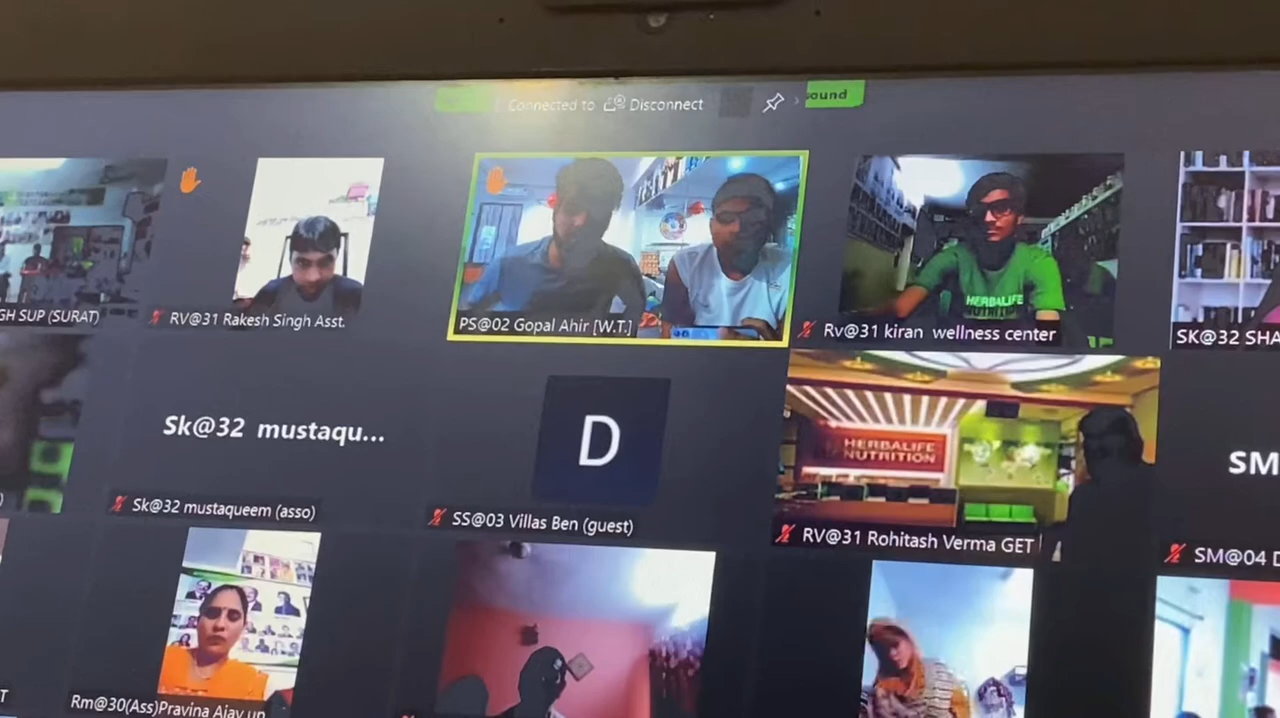 Connected to Disconnect
ound
GH SUP (SURAT)
RV@31 Rakesh Singh Asst.
PS@02 Gopal Ahir [W.T.]
HERBALIFE
NUTRITION
Rv@31 kiran wellness center
SK@32 SHA
Sk@32 mustaqu...
Sk@32 mustaqueem (asso)
D
SS@03 Villas Ben (guest)
HERBALIFE
NUTRITION
RV@31 Rohitash Verma GET
SM
SM@04 D
T
Rm@30(Ass)Pravina Ajay up